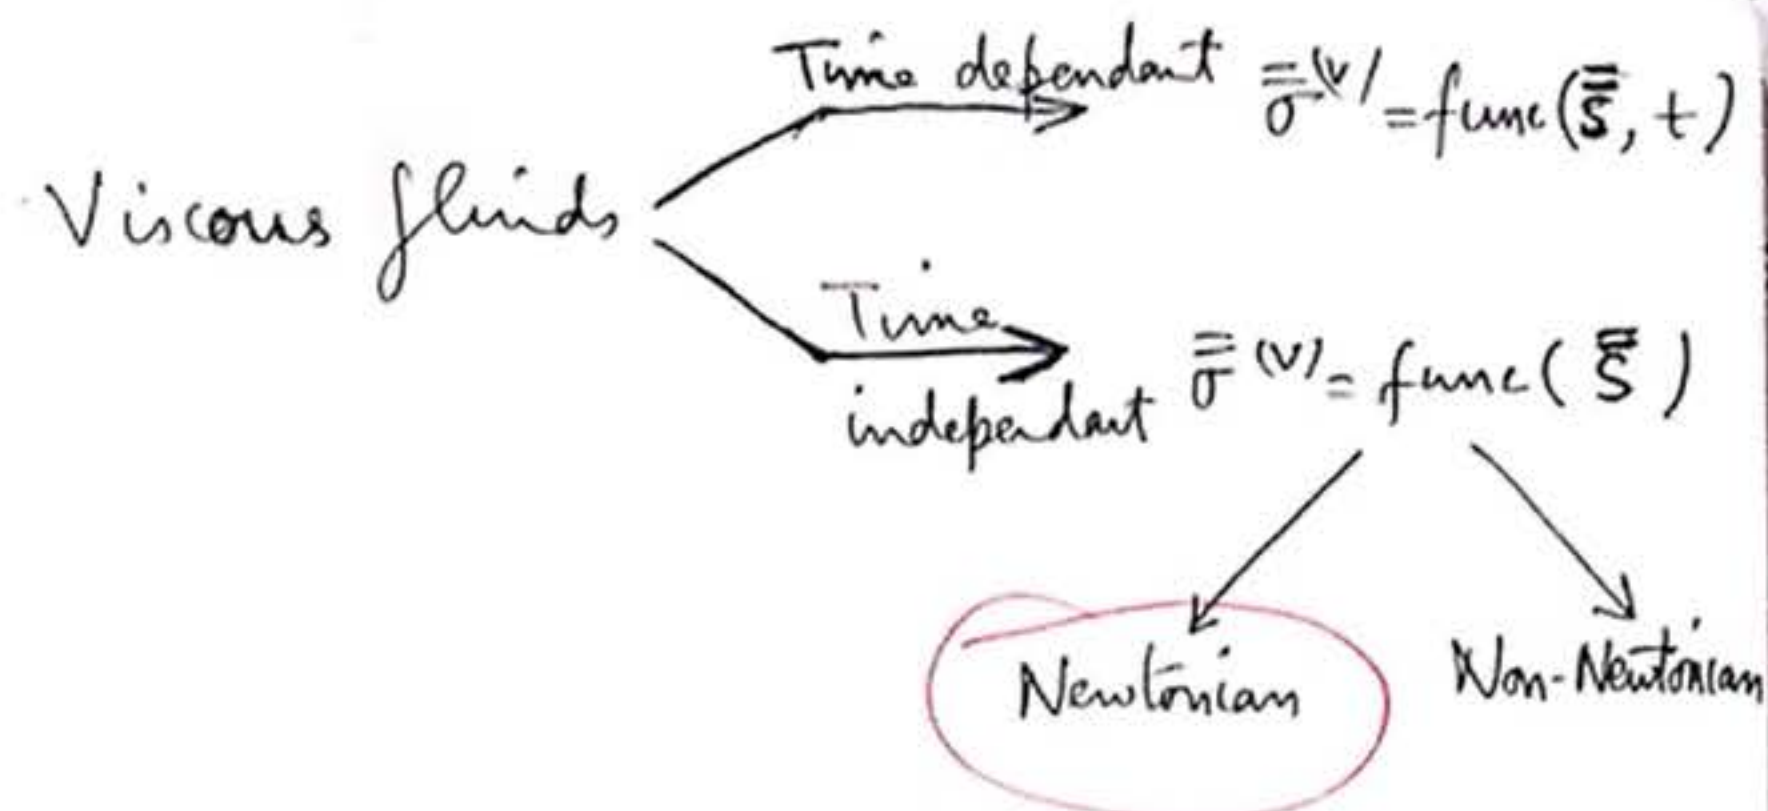 Time dependant σ̿^(v) = func(S̿, t)
Viscous fluids
Time
independant σ̿^(v) = func(S̿)
Newtonian Non-Newtonian